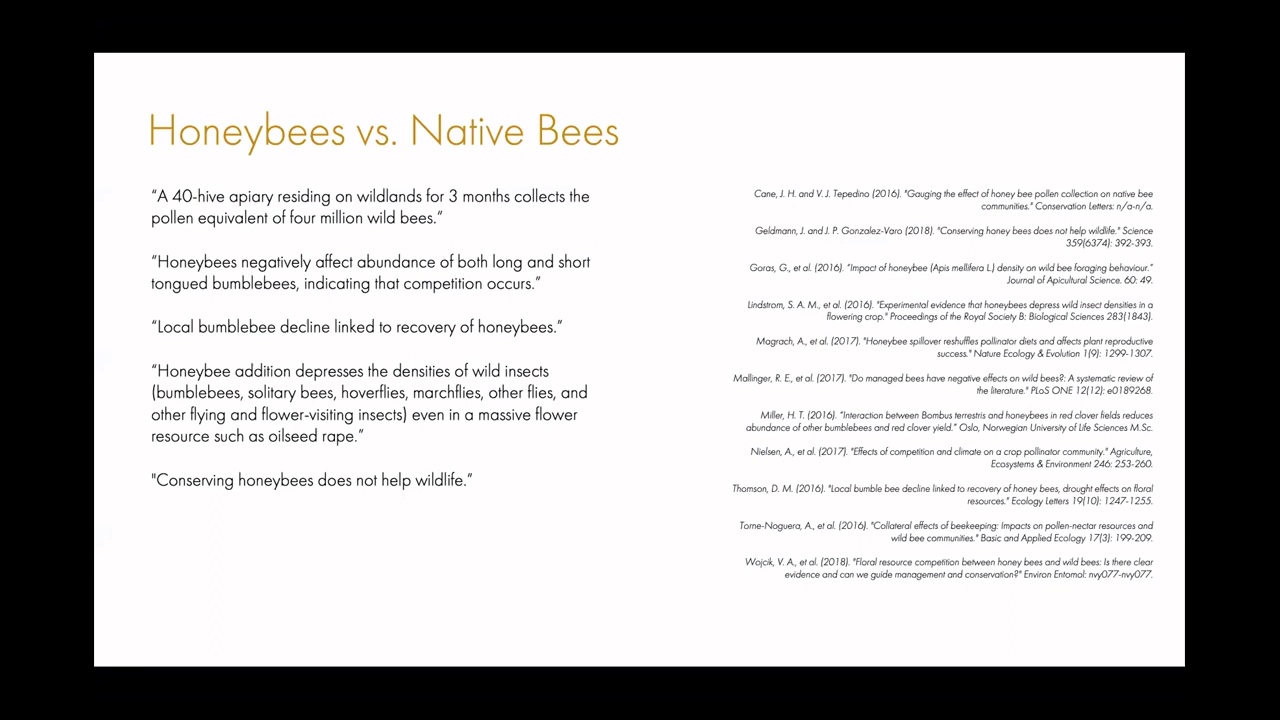 Honeybees vs. Native Bees
“A 40-hive apiary residing on wildlands for 3 months collects the
pollen equivalent of four million wild bees.”
“Honeybees negatively affect abundance of both long and short
tongued bumblebees, indicating that competition occurs.”
“Local bumblebee decline linked to recovery of honeybees.”
“Honeybee addition depresses the densities of wild insects
(bumblebees, solitary bees, hoverflies, marchflies, other flies, and
other flying and flower-visiting insects) even in a massive flower
resource such as oilseed rape.”
"Conserving honeybees does not help wildlife.”
Cane, J. H. and V. J. Tepedino (2016). "Gauging the effect of honey bee pollen collection on native bee
communities." Conservation Letters: n/a-n/a.
Geldmann, J. and J. P. Gonzalez-Varo (2018). "Conserving honey bees does not help wildlife." Science
359(6374): 392-393.
Goras, G., et al. (2016). “Impact of honeybee (Apis mellifera L.) density on wild bee foraging behaviour.”
Journal of Apicultural Science. 60: 49.
Lindstrom, S. A. M., et al. (2016). "Experimental evidence that honeybees depress wild insect densities in a
flowering crop." Proceedings of the Royal Society B: Biological Sciences 283(1843).
Magrach, A., et al. (2017). "Honeybee spillover reshuffles pollinator diets and affects plant reproductive
success." Nature Ecology & Evolution 1(9): 1299-1307.
Mallinger, R. E., et al. (2017). "Do managed bees have negative effects on wild bees?: A systematic review of
the literature." PLoS ONE 12(12): e0189268.
Miller, H. T. (2016). “Interaction between Bombus terrestris and honeybees in red clover fields reduces
abundance of other bumblebees and red clover yield.” Oslo, Norwegian University of Life Sciences M.Sc.
Nielsen, A., et al. (2017). "Effects of competition and climate on a crop pollinator community." Agriculture,
Ecosystems & Environment 246: 253-260.
Thomson, D. M. (2016). "Local bumble bee decline linked to recovery of honey bees, drought effects on floral
resources." Ecology Letters 19(10): 1247-1255.
Torne-Noguera, A., et al. (2016). "Collateral effects of beekeeping: Impacts on pollen-nectar resources and
wild bee communities." Basic and Applied Ecology 17(3): 199-209.
Wojcik, V. A., et al. (2018). "Floral resource competition between honey bees and wild bees: Is there clear
evidence and can we guide management and conservation?" Environ Entomol: nvy077-nvy077.